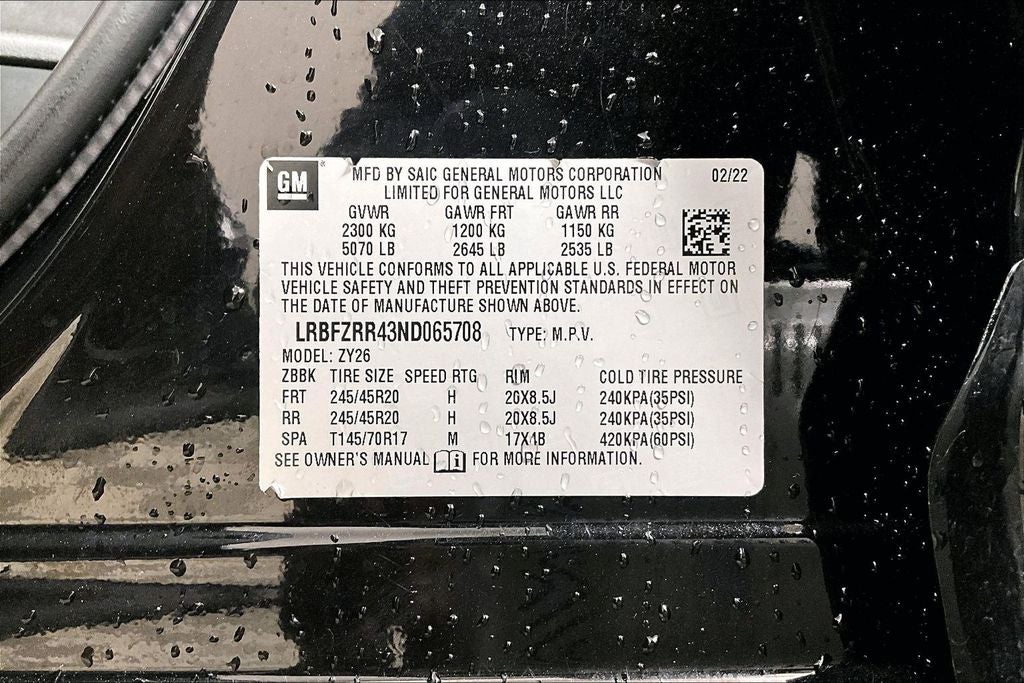 GM
MFD BY SAIC GENERAL MOTORS CORPORATION 02/22
LIMITED FOR GENERAL MOTORS LLC
GVWR GAWR FRT GAWR RR
2300 KG 1200 KG 1150 KG
5070 LB 2645 LB 2535 LB
THIS VEHICLE CONFORMS TO ALL APPLICABLE U.S. FEDERAL MOTOR
VEHICLE SAFETY AND THEFT PREVENTION STANDARDS IN EFFECT ON
THE DATE OF MANUFACTURE SHOWN ABOVE.
LRBFZRR43ND065708 TYPE: M.P.V.
MODEL: ZY26
ZBBK TIRE SIZE SPEED RTG RIM COLD TIRE PRESSURE
FRT 245/45R20 H 20X8.5J 240KPA(35PSI)
RR 245/45R20 H 20X8.5J 240KPA(35PSI)
SPA T145/70R17 M 17X4B 420KPA(60PSI)
SEE OWNER'S MANUAL FOR MORE INFORMATION.